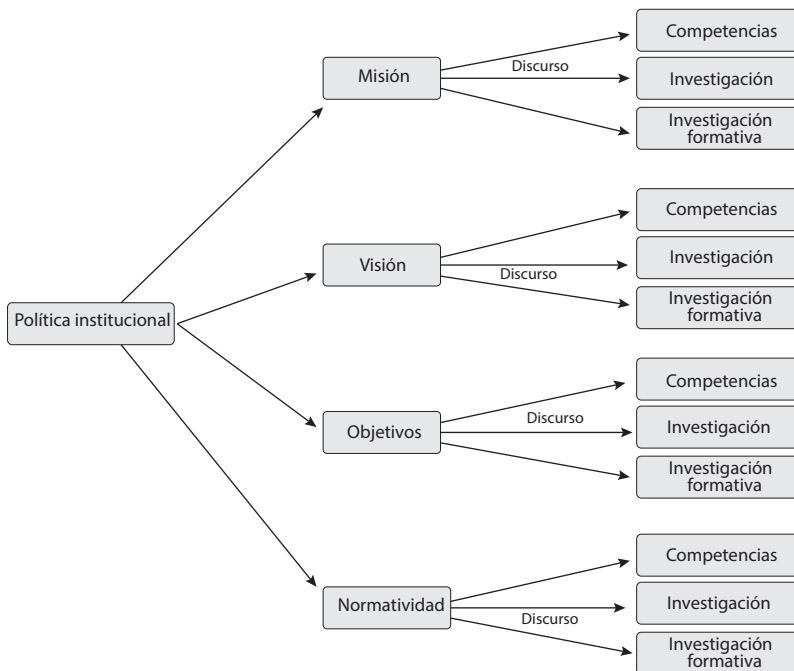 Competencias
Misión
Discurso
Investigación
Investigación
formativa
Competencias
Visión
Discurso
Investigación
Investigación
formativa
Política institucional
Competencias
Objetivos
Discurso
Investigación
Investigación
formativa
Competencias
Normatividad
Discurso
Investigación
Investigación
formativa